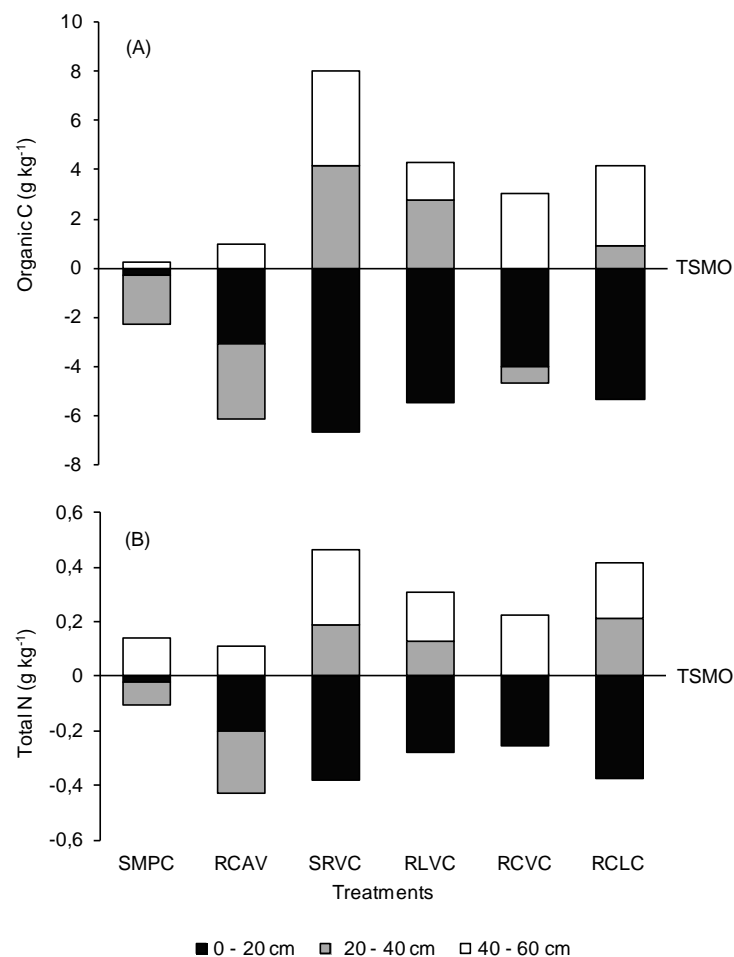 (A)
Organic C (g kg⁻¹)
10
8
6
4
2
0
-2
-4
-6
-8
TSMO
(B)
Total N (g kg⁻¹)
0,6
0,4
0,2
0
-0,2
-0,4
-0,6
TSMO
SMPC RCAV SRVC RLVC RCVC RCLC
Treatments
0 - 20 cm 20 - 40 cm 40 - 60 cm